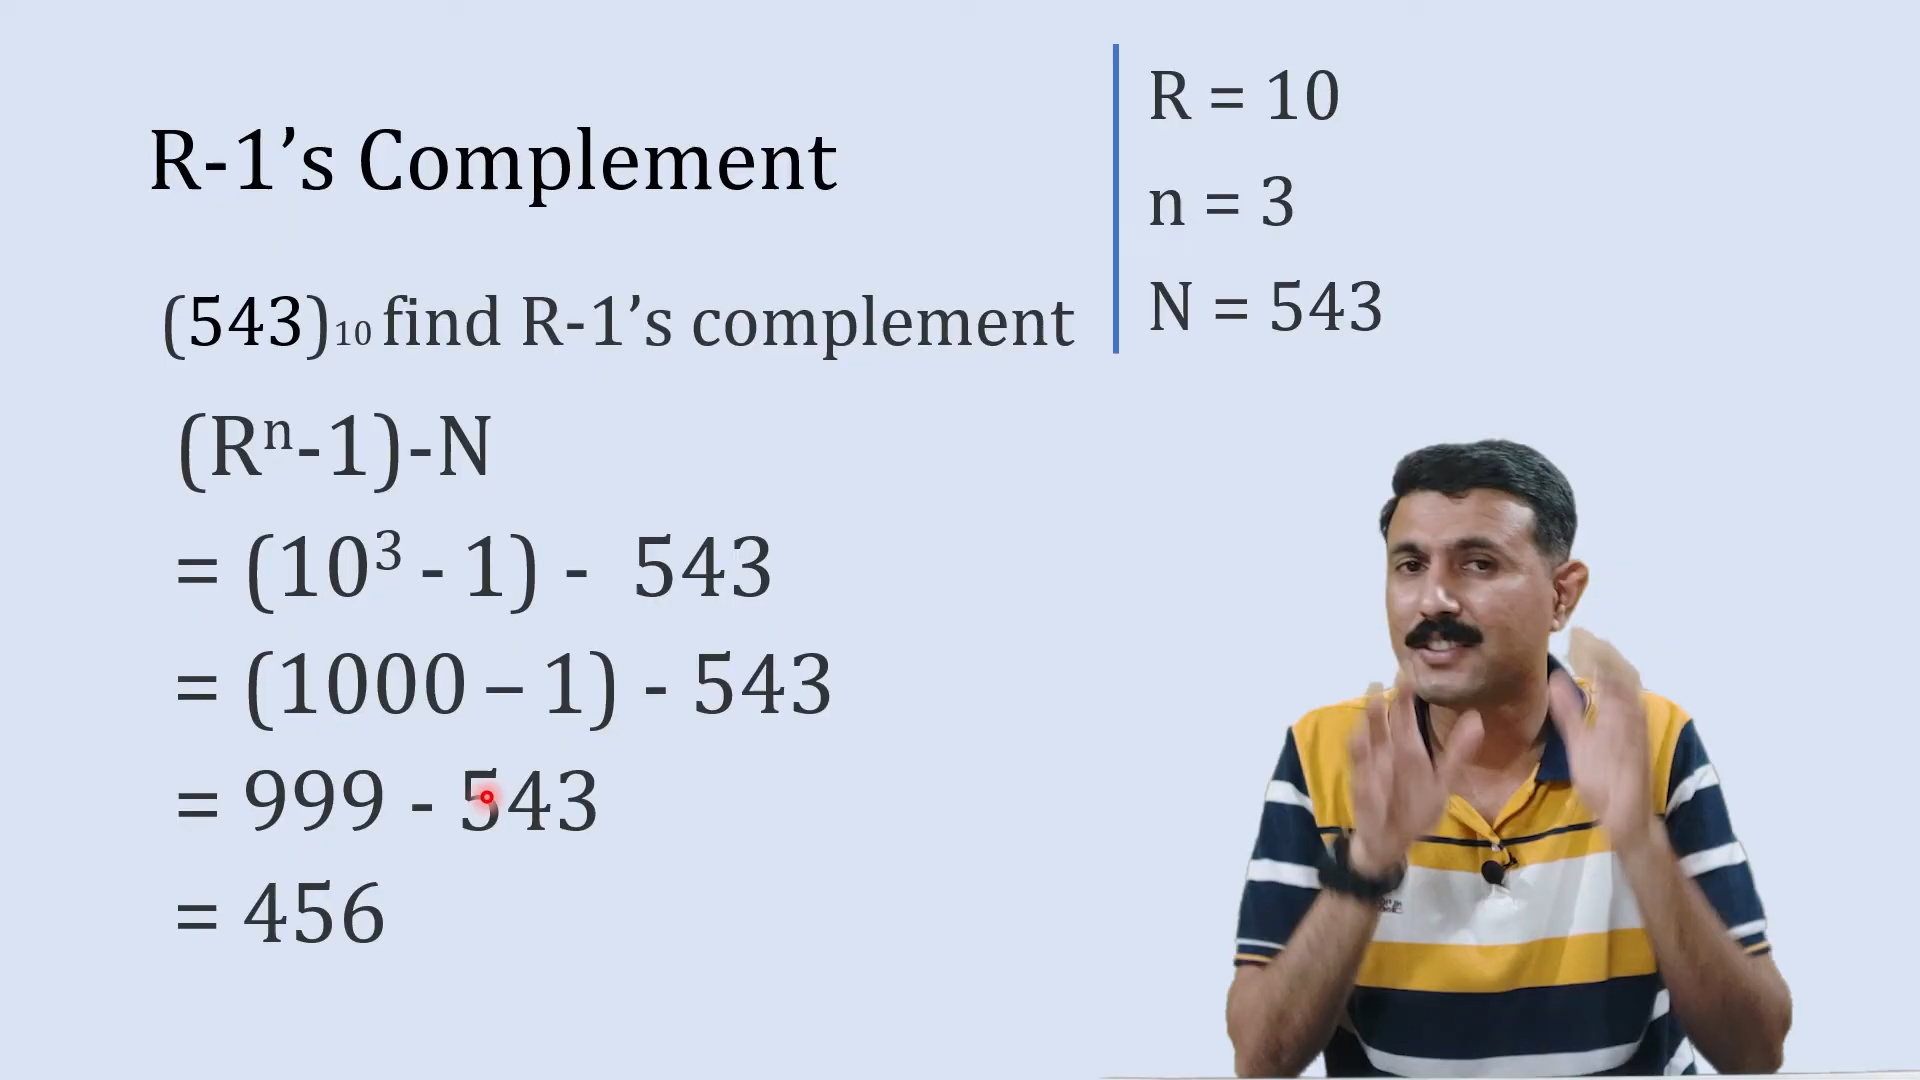 R-1’s Complement
(543)₁₀ find R-1’s complement
(Rⁿ-1)-N
= (10³ - 1) - 543
= (1000 – 1) - 543
= 999 - 543
= 456
R = 10
n = 3
N = 543